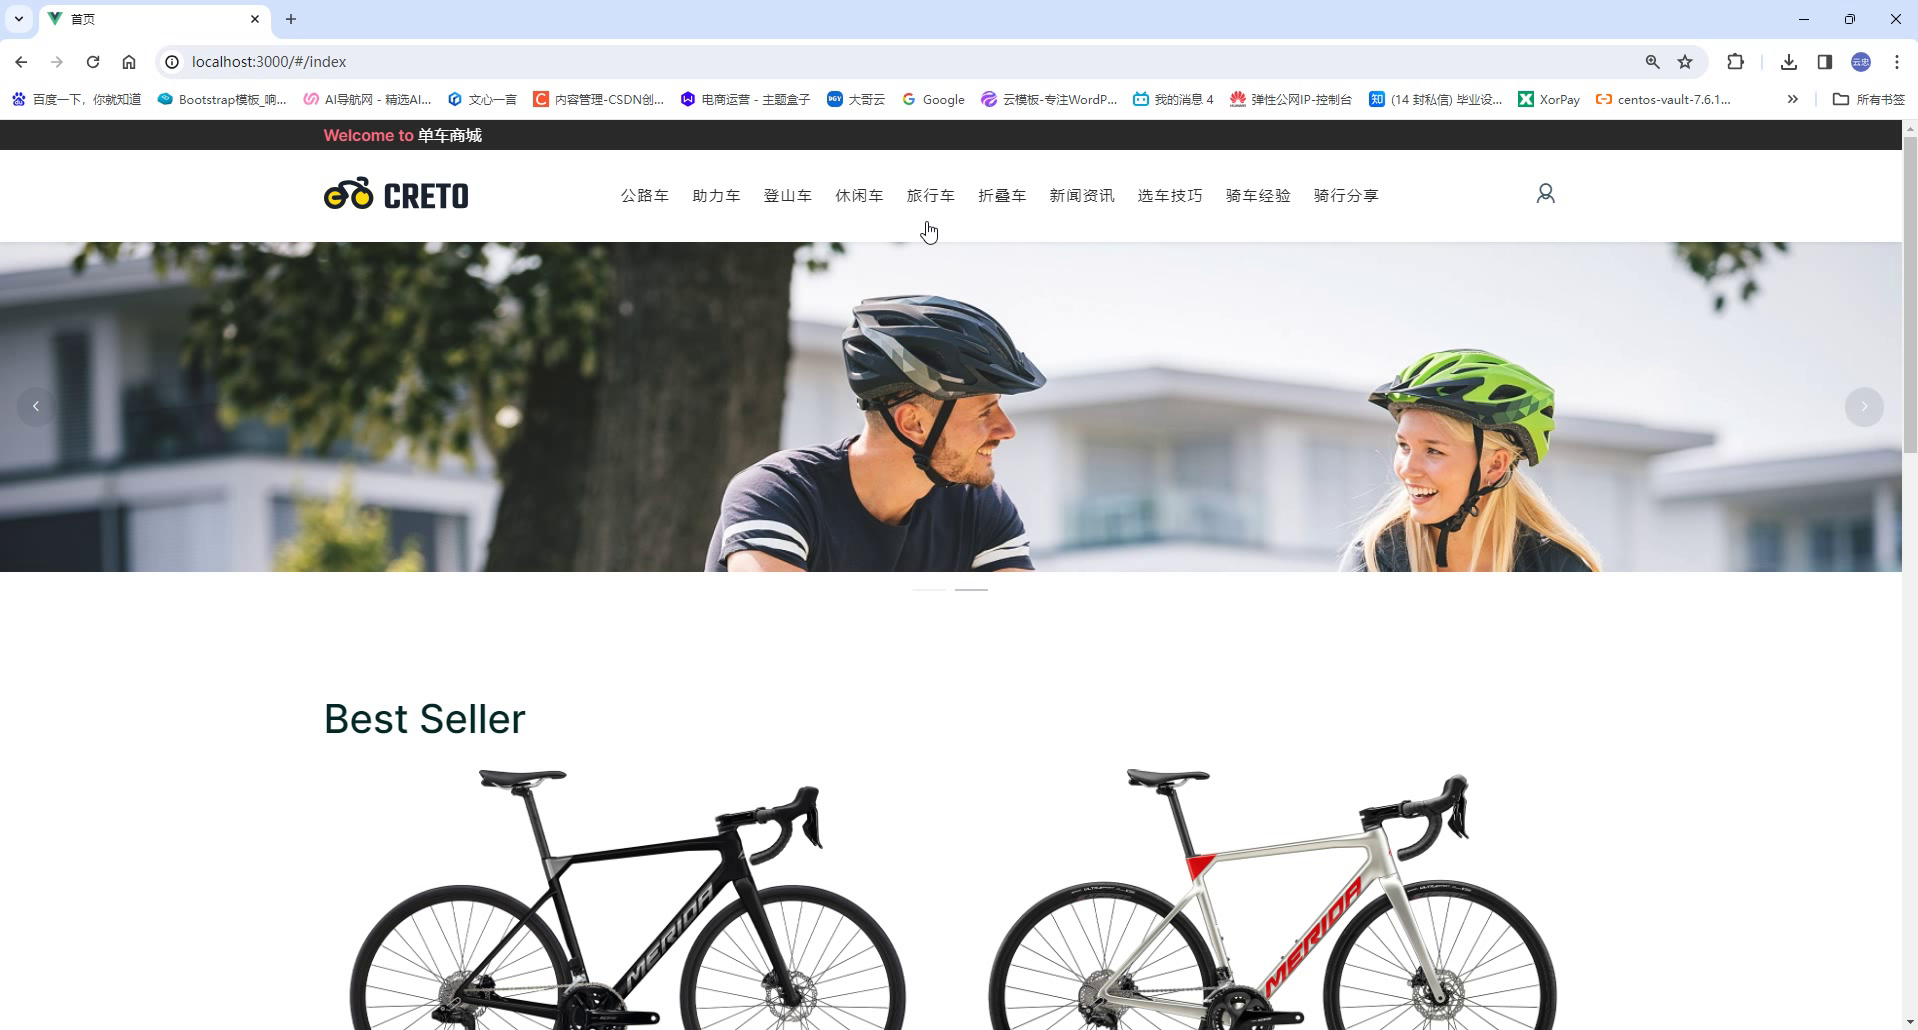 首页
localhost:3000/#/index
云忠
百度一下，你就知道 Bootstrap模板_响... AI导航网 - 精选AI... 文心一言 内容管理-CSDN创... 电商运营 - 主题盒子 大哥云 Google 云模板-专注WordP... 我的消息 4 弹性公网IP-控制台 (14 封私信) 毕业设... XorPay centos-vault-7.6.1... 所有书签
Welcome to 单车商城
CRETO 公路车 助力车 登山车 休闲车 旅行车 折叠车 新闻资讯 选车技巧 骑车经验 骑行分享
Best Seller
MERIDA MERIDA